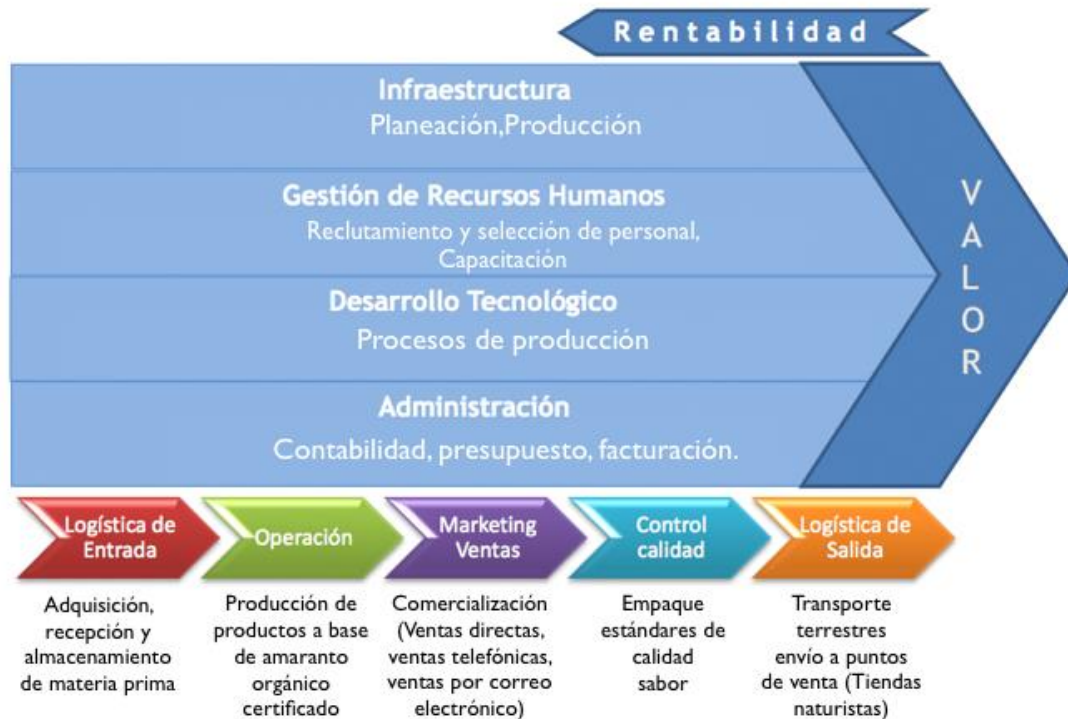 Rentabilidad
Infraestructura
Planeación,Producción
Gestión de Recursos Humanos
Reclutamiento y selección de personal,
Capacitación
Desarrollo Tecnológico
Procesos de producción
Administración
Contabilidad, presupuesto, facturación.
VALOR
Logística de
Entrada
Operación
Marketing
Ventas
Control
calidad
Logística de
Salida
Adquisición,
recepción y
almacenamiento
de materia prima
Producción de
productos a base
de amaranto
orgánico
certificado
Comercialización
(Ventas directas,
ventas telefónicas,
ventas por correo
electrónico)
Empaque
estándares de
calidad
sabor
Transporte
terrestres
envío a puntos
de venta (Tiendas
naturistas)